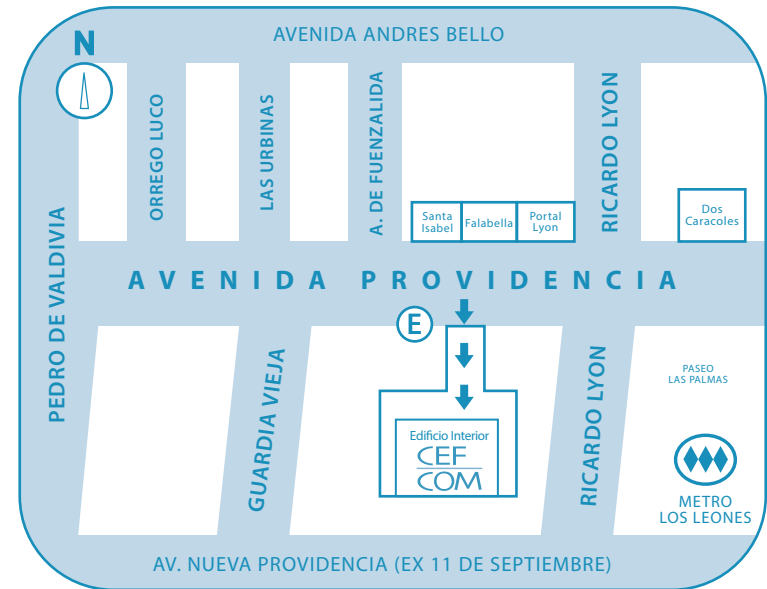 AVENIDA ANDRES BELLO
N
ORREGO LUCO
LAS URBINAS
A. DE FUENZALIDA
RICARDO LYON
Santa
Isabel
Falabella
Portal
Lyon
Dos
Caracoles
PEDRO DE VALDIVIA
AVENIDA PROVIDENCIA
E
GUARDIA VIEJA
RICARDO LYON
PASEO
LAS PALMAS
Edificio Interior
CEF
COM
METRO
LOS LEONES
AV. NUEVA PROVIDENCIA (EX 11 DE SEPTIEMBRE)